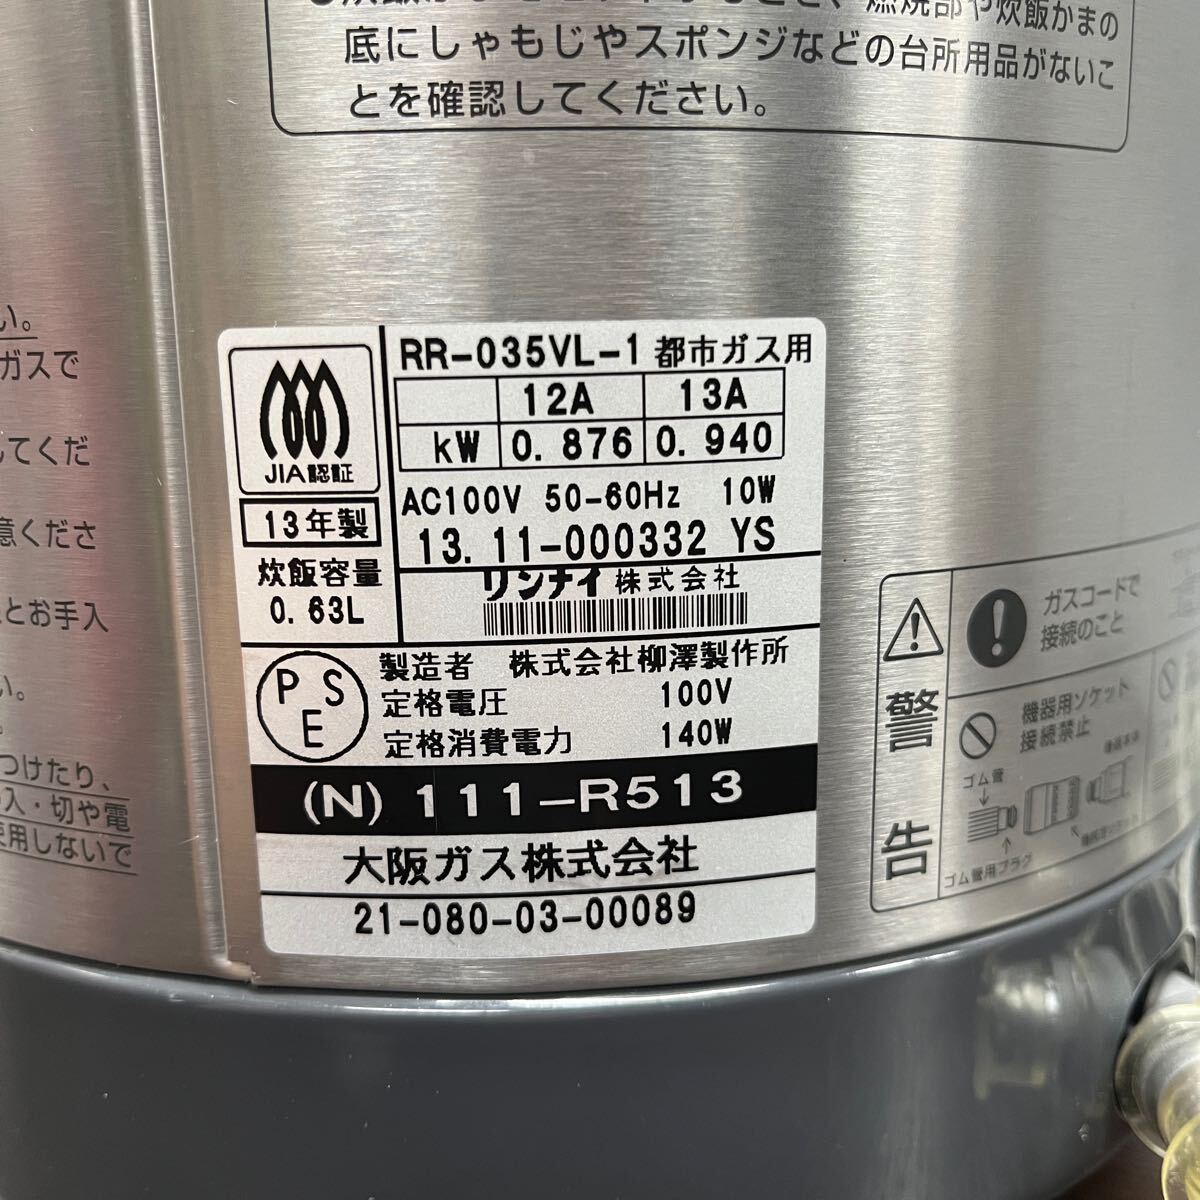 底にしゃもじやスポンジなどの台所用品がないこ
とを確認してください。
い。
ガスで
してくだ
意くださ
とお手入
い。
つけたり、
入・切や電
使用しないで
JIA認証
13年製
炊飯容量
0.63L
RR-035VL-1 都市ガス用
12A 13A
kW 0.876 0.940
AC100V 50-60Hz 10W
13.11-000332 YS
リンナイ株式会社
PSE
製造者 株式会社柳澤製作所
定格電圧 100V
定格消費電力 140W
(N) 111-R513
大阪ガス株式会社
21-080-03-00089
警告
ガスコードで
接続のこと
機器用ソケット
接続禁止
ゴム管
ゴム管用プラグ